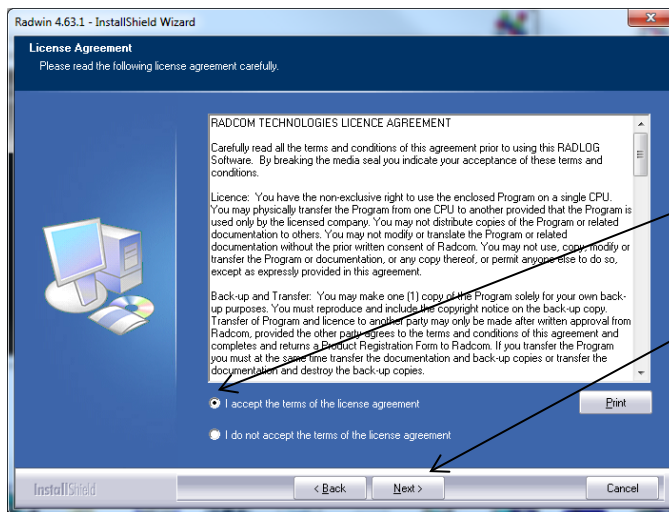 Radwin 4.63.1 - InstallShield Wizard
License Agreement
Please read the following license agreement carefully.
RADCOM TECHNOLOGIES LICENCE AGREEMENT
Carefully read all the terms and conditions of this agreement prior to using this RADLOG
Software. By breaking the media seal you indicate your acceptance of these terms and
conditions.
Licence: You have the non-exclusive right to use the enclosed Program on a single CPU.
You may physically transfer the Program from one CPU to another provided that the Program is
used only by the licensed company. You may not distribute copies of the Program or related
documentation to others. You may not modify or translate the Program or related
documentation without the prior written consent of Radcom. You may not use, copy, modify or
transfer the Program or documentation, or any copy thereof, or permit anyone else to do so,
except as expressly provided in this agreement.
Back-up and Transfer: You may make one (1) copy of the Program solely for your own back-
up purposes. You must reproduce and include the copyright notice on the back-up copy.
Transfer of Program and licence to another party may only be made after written approval from
Radcom, provided the other party agrees to the terms and conditions of this agreement and
completes and returns a Product Registration Form to Radcom. If you transfer the Program
you must at the same time transfer the documentation and back-up copies or transfer the
documentation and destroy the back-up copies.
I accept the terms of the license agreement
Print
I do not accept the terms of the license agreement
InstallShield
< Back
Next >
Cancel